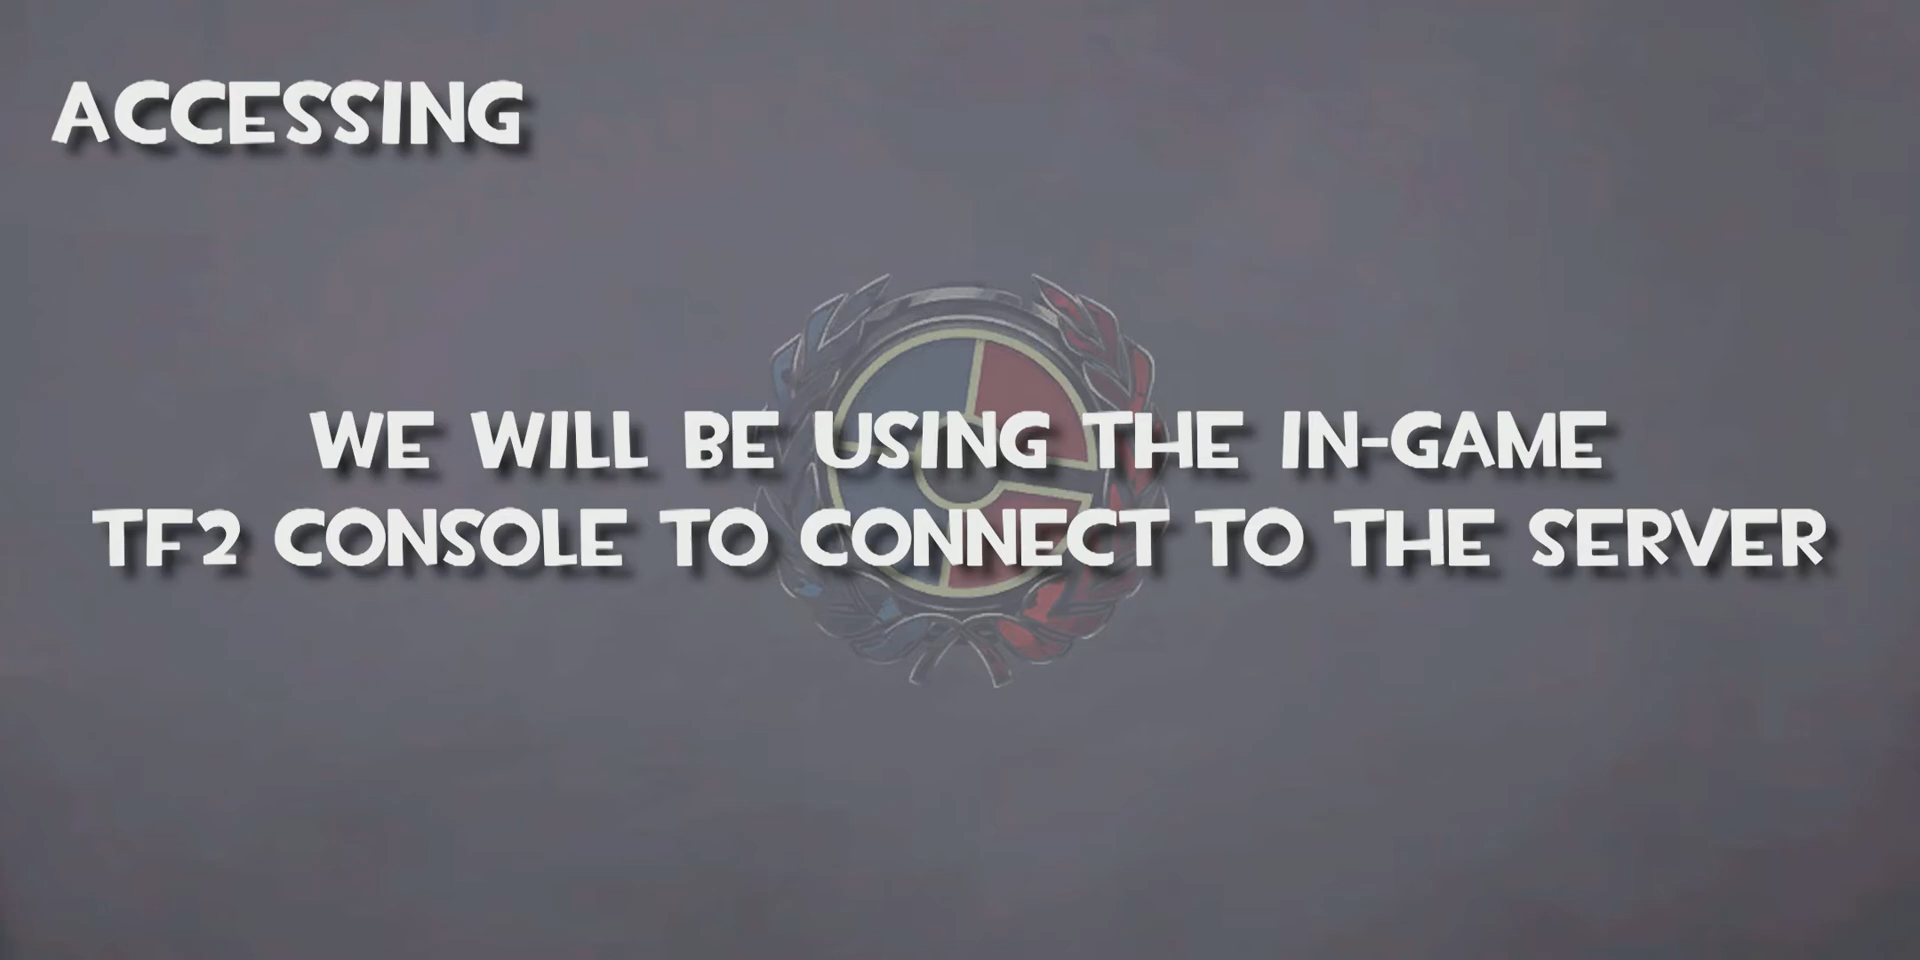 ACCESSING
WE WILL BE USING THE IN-GAME
TF2 CONSOLE TO CONNECT TO THE SERVER